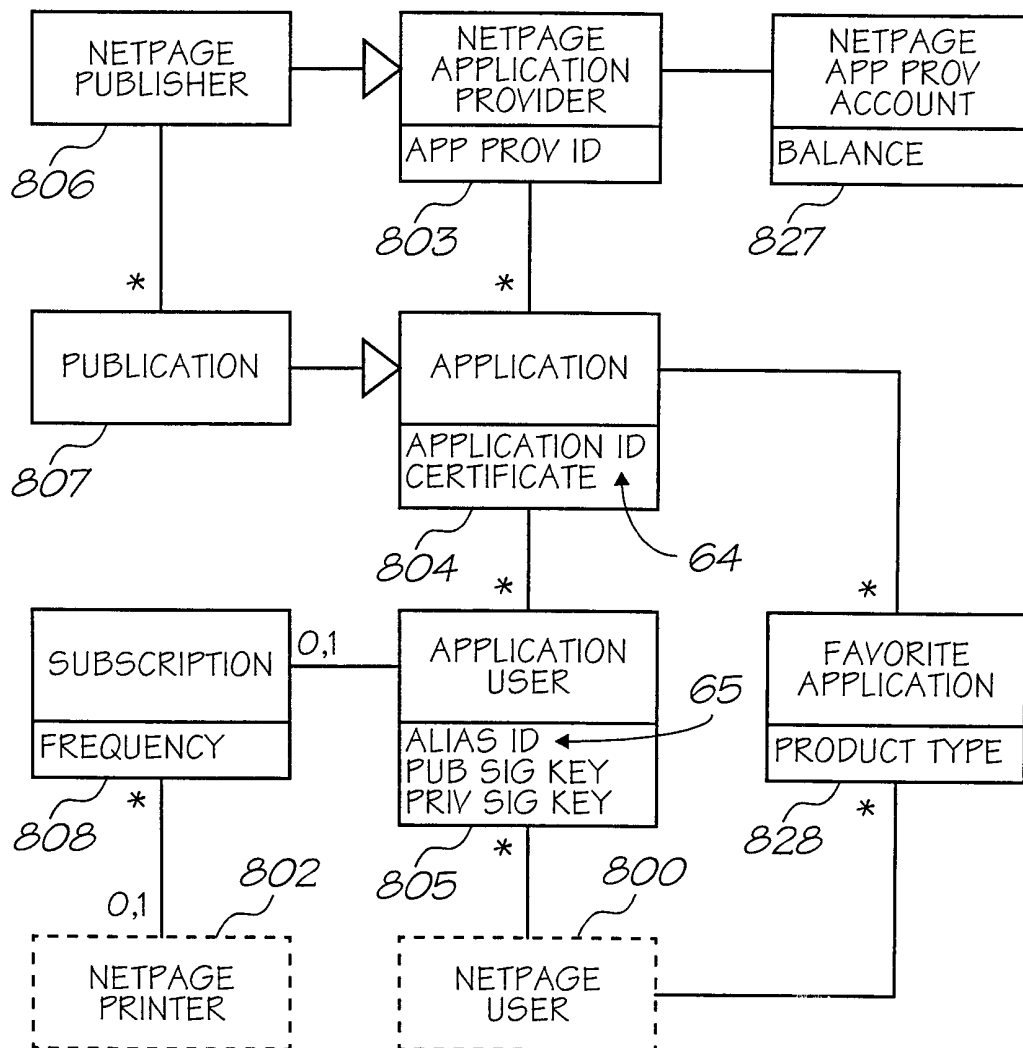 NETPAGE
PUBLISHER
806
NETPAGE
APPLICATION
PROVIDER
APP PROV ID
803
NETPAGE
APP PROV
ACCOUNT
BALANCE
827
*
*
PUBLICATION
807
APPLICATION
APPLICATION ID
CERTIFICATE
64
804
*
*
SUBSCRIPTION
FREQUENCY
808
0,1
APPLICATION
USER
ALIAS ID
PUB SIG KEY
PRIV SIG KEY
65
805
FAVORITE
APPLICATION
PRODUCT TYPE
828
*
*
*
0,1
802
NETPAGE
PRINTER
800
NETPAGE
USER